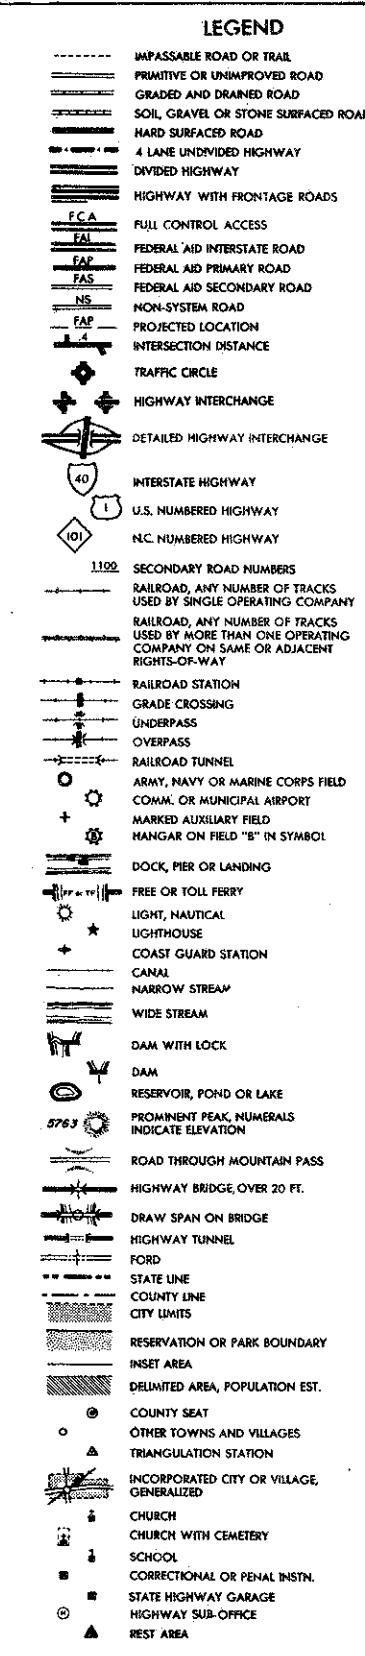 LEGEND
IMPASSABLE ROAD OR TRAIL
PRIMITIVE OR UNIMPROVED ROAD
GRADED AND DRAINED ROAD
SOIL, GRAVEL OR STONE SURFACED ROAD
HARD SURFACED ROAD
4 4 4 LANE UNDIVIDED HIGHWAY
DIVIDED HIGHWAY
HIGHWAY WITH FRONTAGE ROADS
FCA FULL CONTROL ACCESS
FAI FEDERAL AID INTERSTATE ROAD
FAP FEDERAL AID PRIMARY ROAD
FAS FEDERAL AID SECONDARY ROAD
NS NON-SYSTEM ROAD
FAP PROJECTED LOCATION
.4 INTERSECTION DISTANCE
TRAFFIC CIRCLE
HIGHWAY INTERCHANGE
DETAILED HIGHWAY INTERCHANGE
40 INTERSTATE HIGHWAY
1 U.S. NUMBERED HIGHWAY
101 N.C. NUMBERED HIGHWAY
1100 SECONDARY ROAD NUMBERS
RAILROAD, ANY NUMBER OF TRACKS
USED BY SINGLE OPERATING COMPANY
RAILROAD, ANY NUMBER OF TRACKS
USED BY MORE THAN ONE OPERATING
COMPANY ON SAME OR ADJACENT
RIGHTS-OF-WAY
RAILROAD STATION
GRADE CROSSING
UNDERPASS
OVERPASS
RAILROAD TUNNEL
ARMY, NAVY OR MARINE CORPS FIELD
COMM. OR MUNICIPAL AIRPORT
MARKED AUXILIARY FIELD
B HANGAR ON FIELD "B" IN SYMBOL
DOCK, PIER OR LANDING
FF or TF FREE OR TOLL FERRY
LIGHT, NAUTICAL
LIGHTHOUSE
COAST GUARD STATION
CANAL
NARROW STREAM
WIDE STREAM
DAM WITH LOCK
DAM
RESERVOIR, POND OR LAKE
5763 PROMINENT PEAK, NUMERALS
INDICATE ELEVATION
ROAD THROUGH MOUNTAIN PASS
HIGHWAY BRIDGE, OVER 20 FT.
DRAW SPAN ON BRIDGE
HIGHWAY TUNNEL
FORD
STATE LINE
COUNTY LINE
CITY LIMITS
RESERVATION OR PARK BOUNDARY
INSET AREA
DELIMITED AREA, POPULATION EST.
COUNTY SEAT
OTHER TOWNS AND VILLAGES
TRIANGULATION STATION
INCORPORATED CITY OR VILLAGE,
GENERALIZED
CHURCH
CHURCH WITH CEMETERY
SCHOOL
CORRECTIONAL OR PENAL INSTN.
STATE HIGHWAY GARAGE
H HIGHWAY SUB-OFFICE
REST AREA